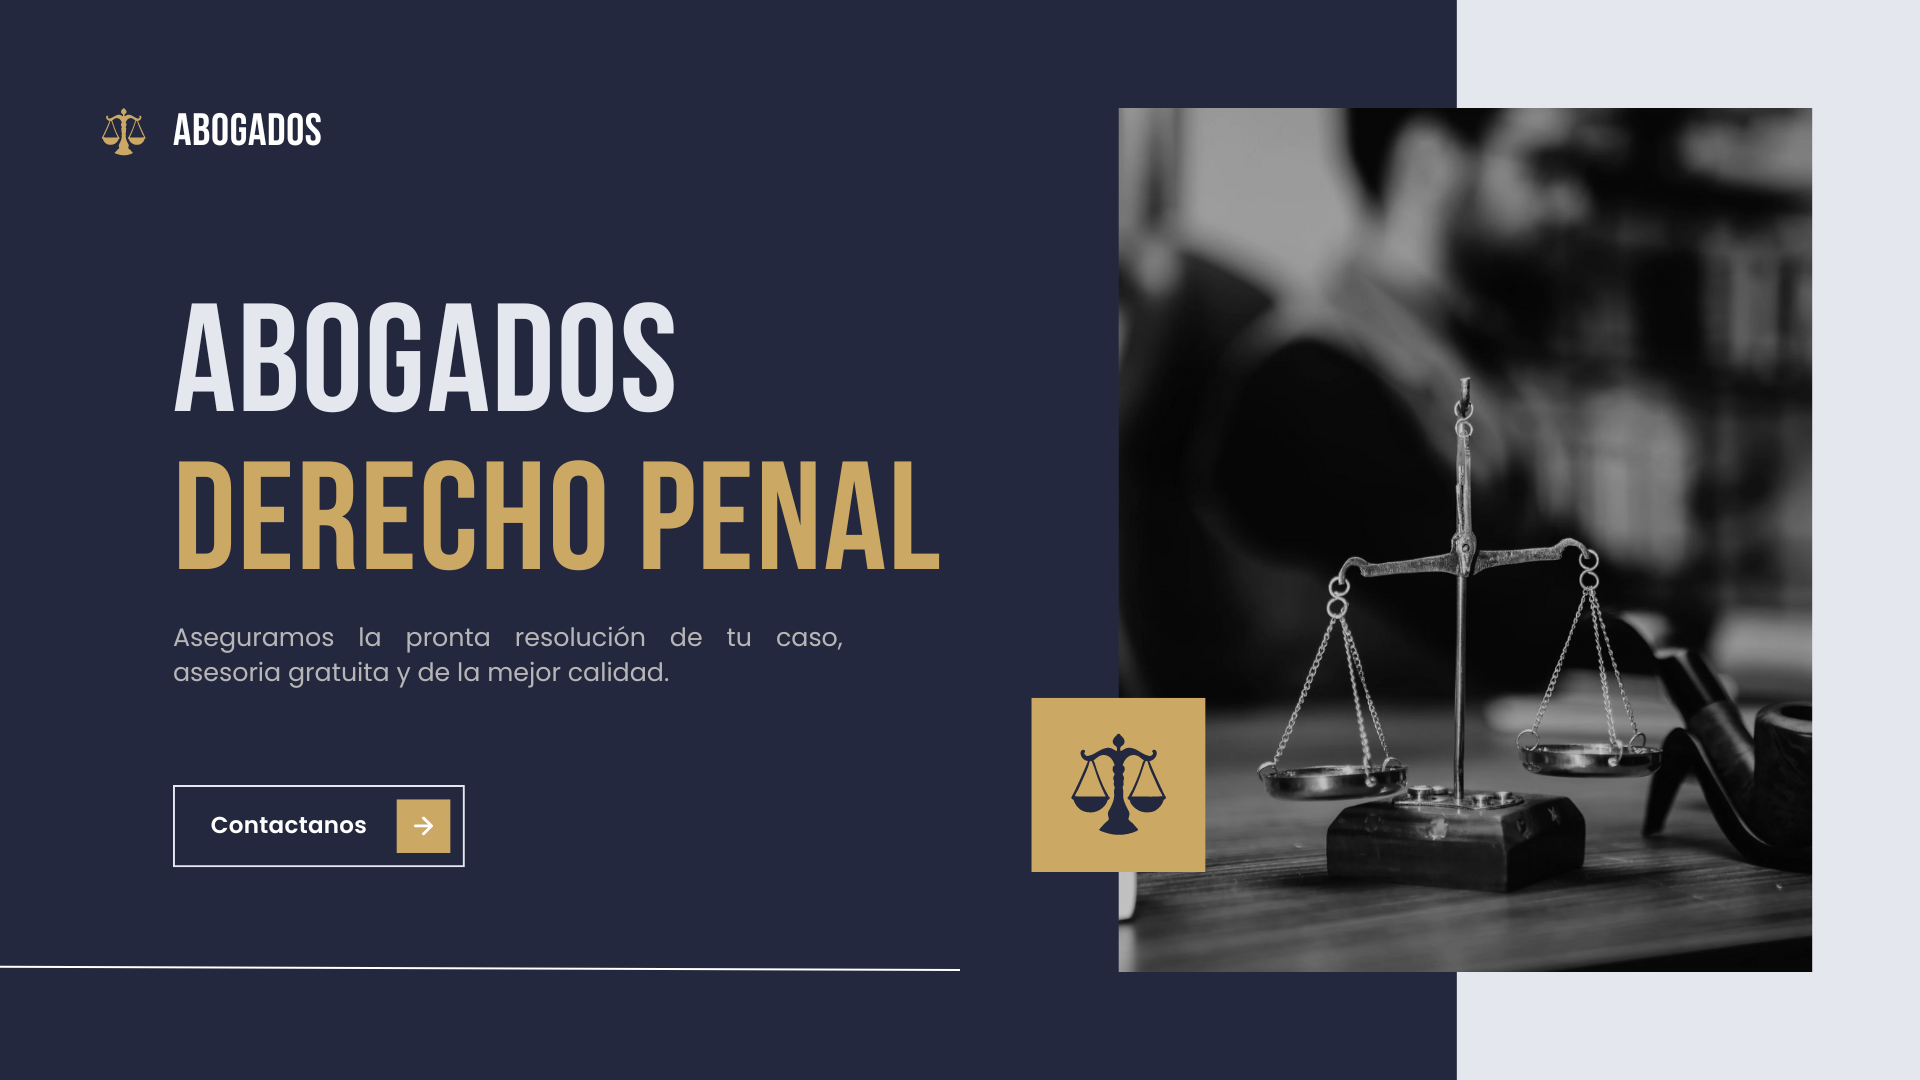 ABOGADOS
ABOGADOS
DERECHO PENAL
Aseguramos la pronta resolución de tu caso,
asesoria gratuita y de la mejor calidad.
Contactanos